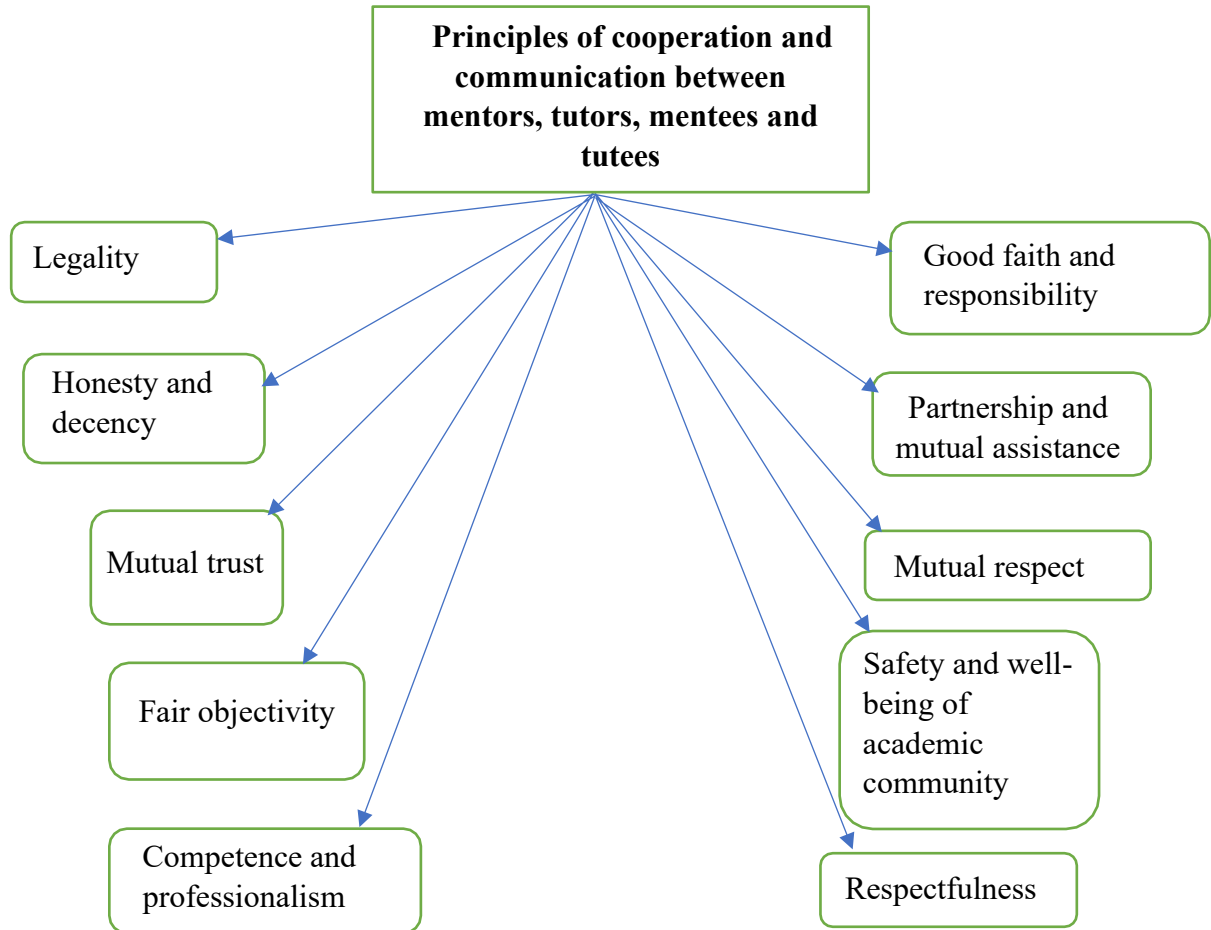 Principles of cooperation and
communication between
mentors, tutors, mentees and
tutees
Legality
Honesty and
decency
Mutual trust
Fair objectivity
Competence and
professionalism
Good faith and
responsibility
Partnership and
mutual assistance
Mutual respect
Safety and well-
being of
academic
community
Respectfulness